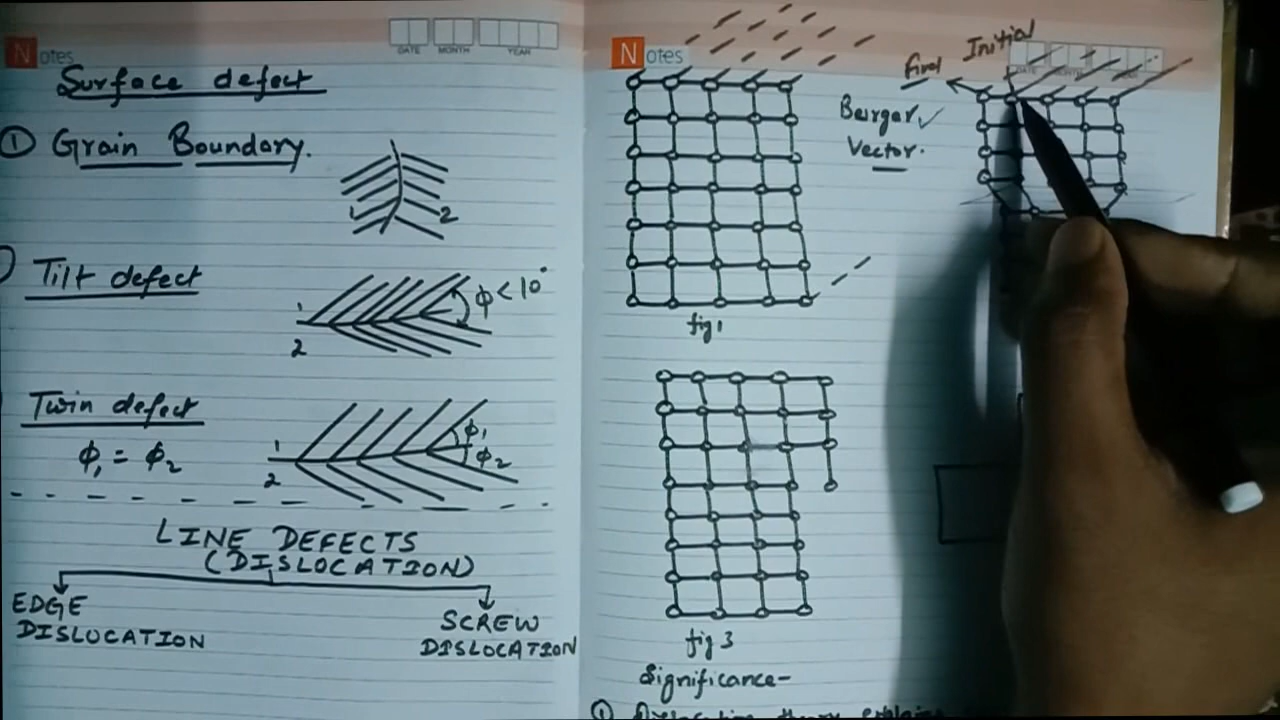 Notes
DATE MONTH YEAR
Surface defect
① Grain Boundary.
1 2
Tilt defect
1
2
φ<10°
Twin defect
φ₁ = φ₂
1
2
φ₁
φ₂
LINE DEFECTS
(DISLOCATION)
EDGE
DISLOCATION
SCREW
DISLOCATION
Notes
Initial
Final
Burgar ✓
Vector.
fig 1
fig 3
Significance-
①